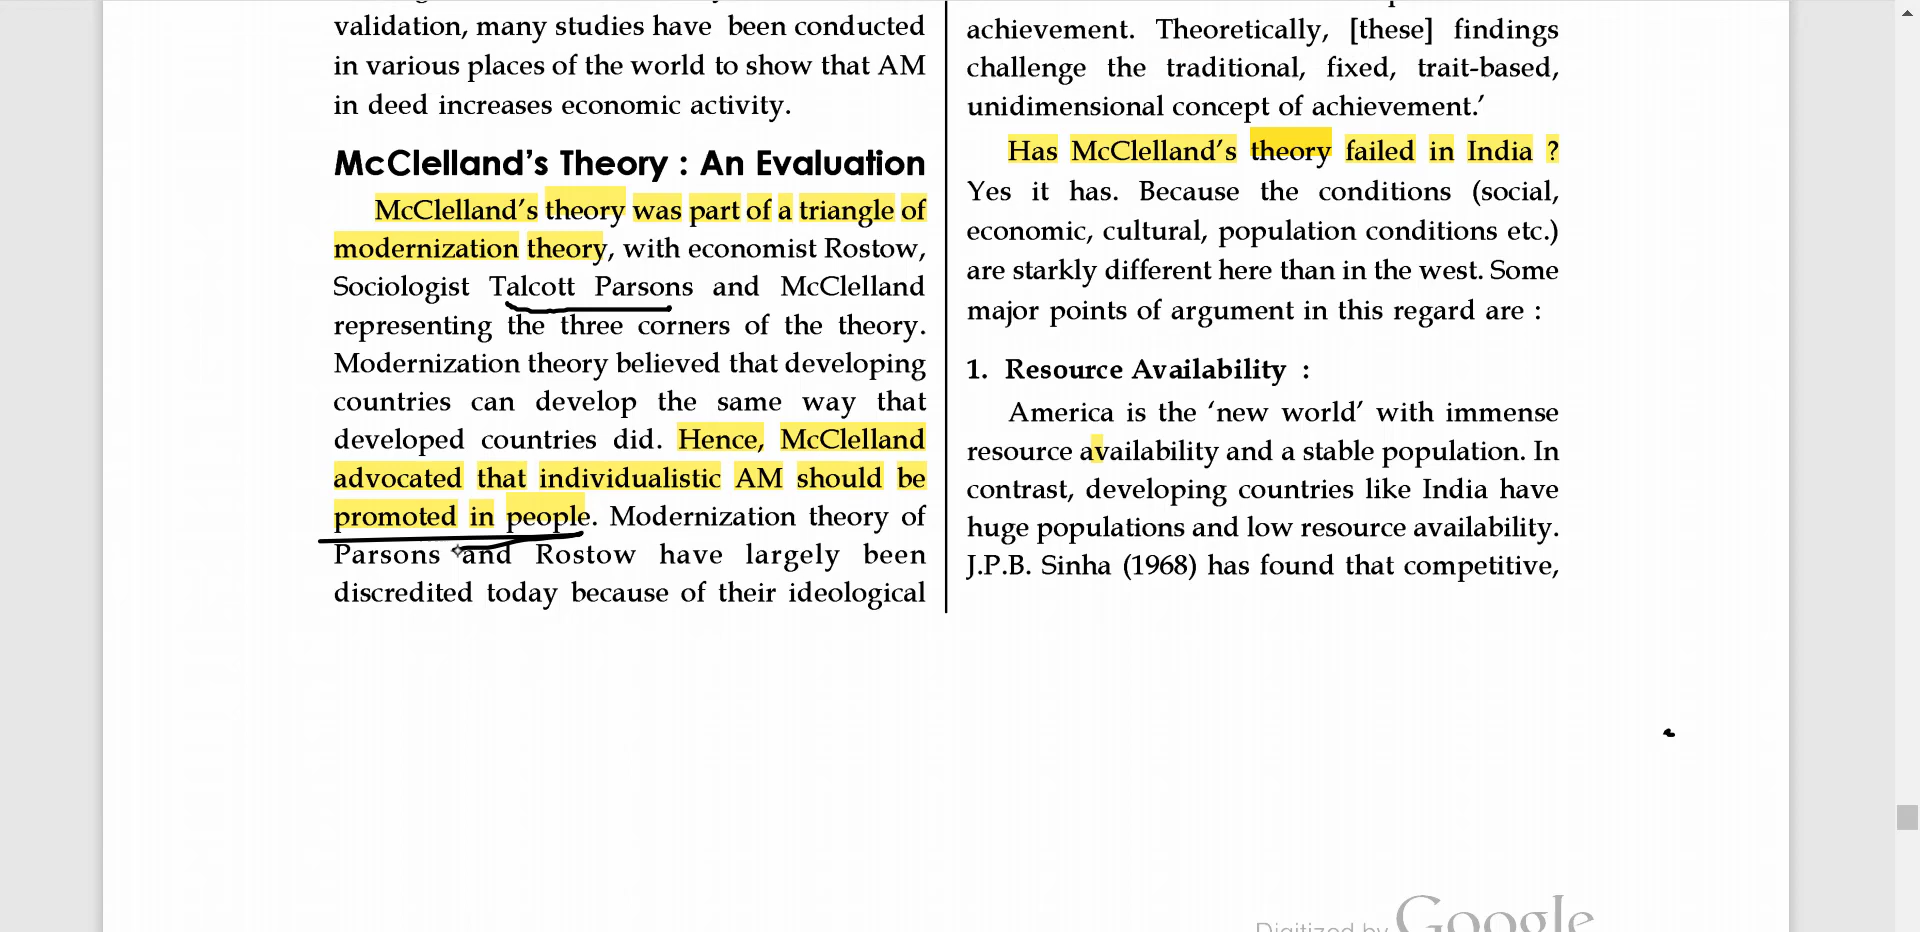 validation, many studies have been conducted
in various places of the world to show that AM
in deed increases economic activity.
McClelland's Theory : An Evaluation
McClelland's theory was part of a triangle of
modernization theory, with economist Rostow,
Sociologist Talcott Parsons and McClelland
representing the three corners of the theory.
Modernization theory believed that developing
countries can develop the same way that
developed countries did. Hence, McClelland
advocated that individualistic AM should be
promoted in people. Modernization theory of
Parsons and Rostow have largely been
discredited today because of their ideological
achievement. Theoretically, [these] findings
challenge the traditional, fixed, trait-based,
unidimensional concept of achievement.'
Has McClelland's theory failed in India ?
Yes it has. Because the conditions (social,
economic, cultural, population conditions etc.)
are starkly different here than in the west. Some
major points of argument in this regard are :
1. Resource Availability :
America is the 'new world' with immense
resource availability and a stable population. In
contrast, developing countries like India have
huge populations and low resource availability.
J.P.B. Sinha (1968) has found that competitive,
Digitized by Google